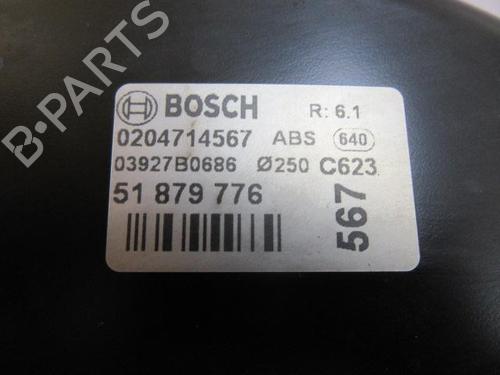 B-PARTS
BOSCH R: 6.1
0204714567 ABS 640
03927B0686 Ø250 C623
51 879 776
567